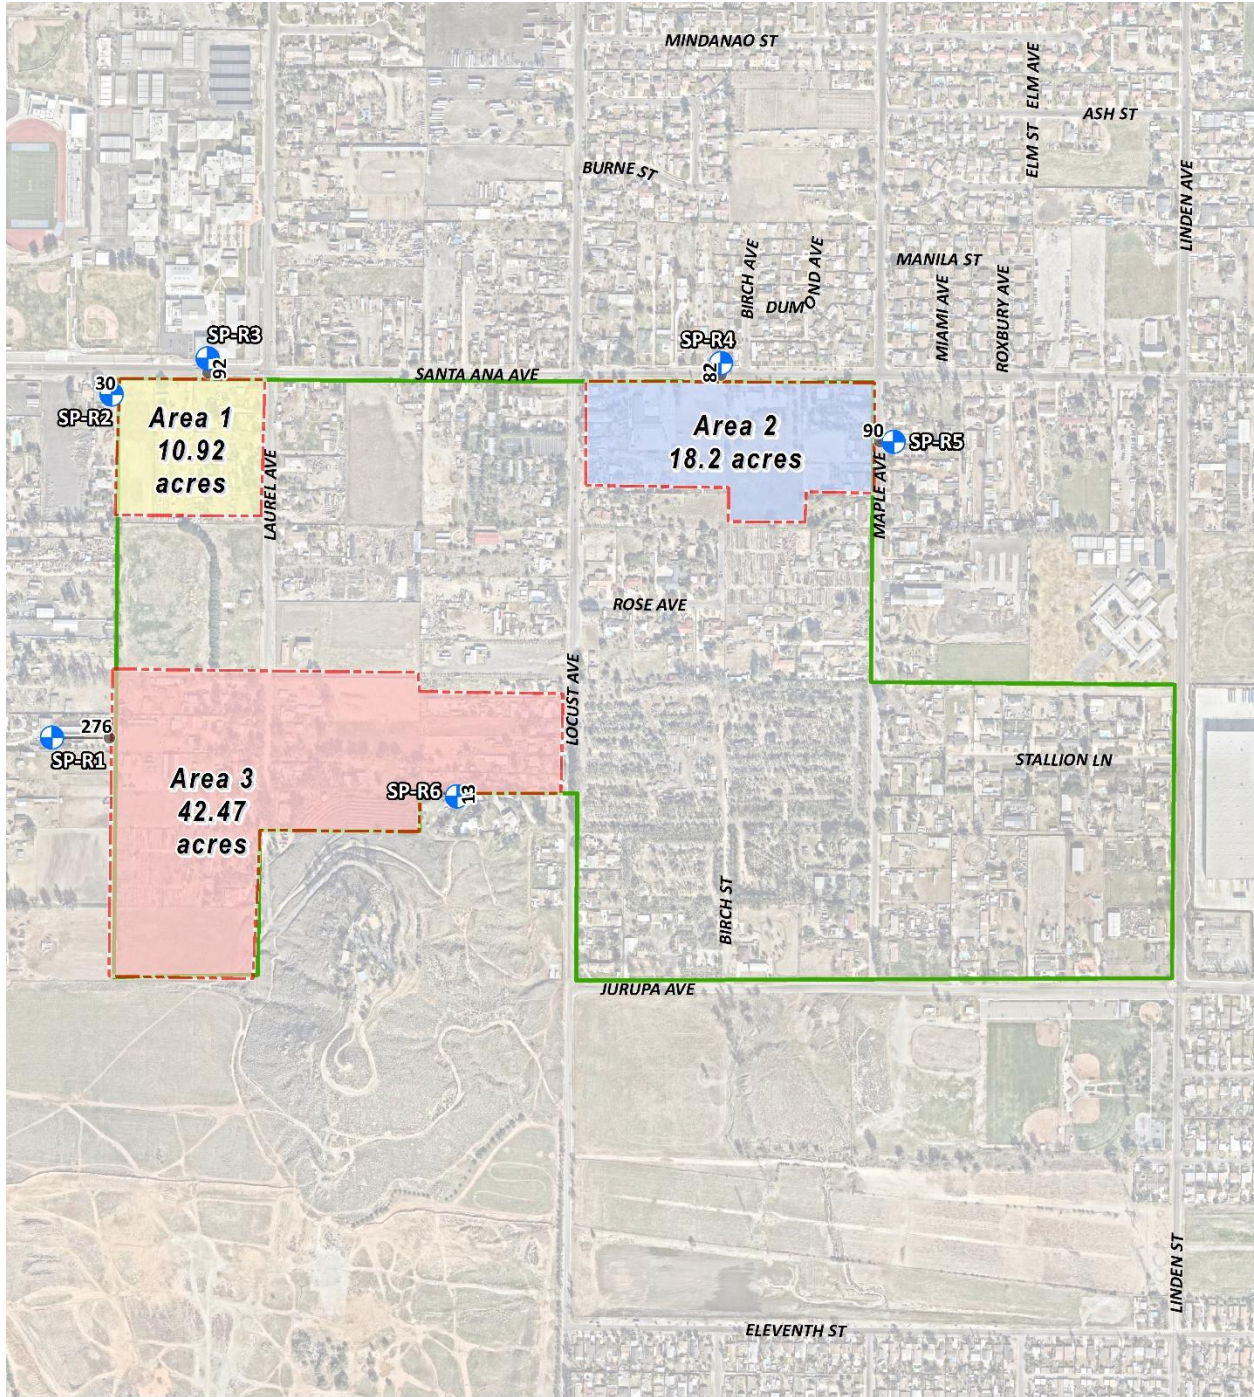 MINDANAO ST
ELM AVE
ASH ST
ELM ST
BURNE ST
LINDEN AVE
BIRCH AVE
DUMOND AVE
MANILA ST
MIAMI AVE
ROXBURY AVE
SP-R3
92
SP-R4
82
SANTA ANA AVE
30
SP-R2
Area 1
10.92
acres
Area 2
18.2 acres
90
SP-R5
LAUREL AVE
MAPLE AVE
ROSE AVE
LOCUST AVE
276
SP-R1
Area 3
42.47
acres
SP-R6
13
STALLION LN
BIRCH ST
JURUPA AVE
LINDEN ST
ELEVENTH ST